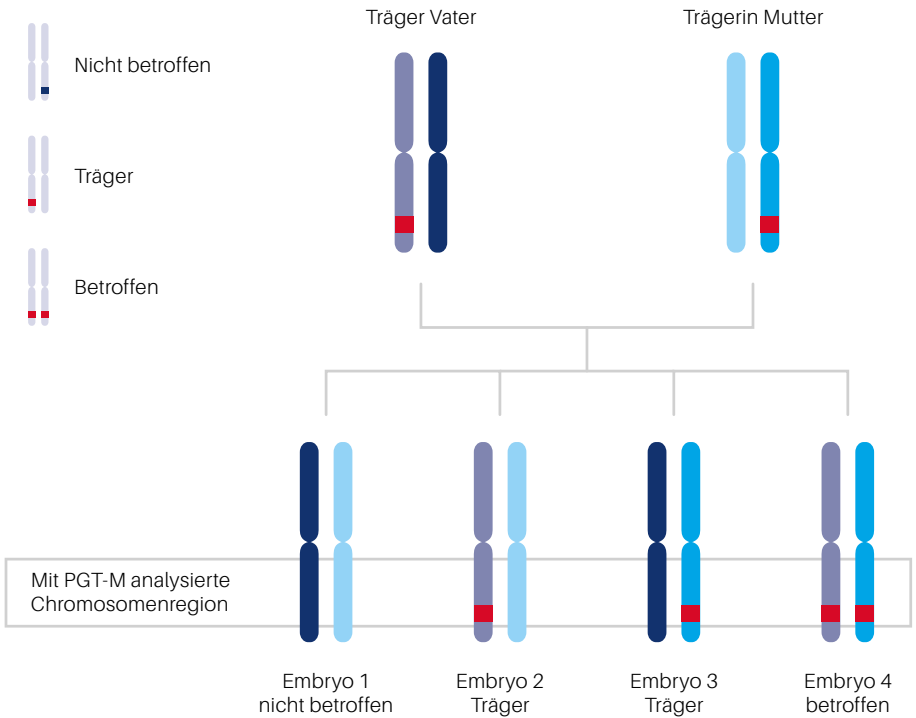 Träger Vater
Trägerin Mutter
Nicht betroffen
Träger
Betroffen
Mit PGT-M analysierte
Chromosomenregion
Embryo 1
nicht betroffen
Embryo 2
Träger
Embryo 3
Träger
Embryo 4
betroffen